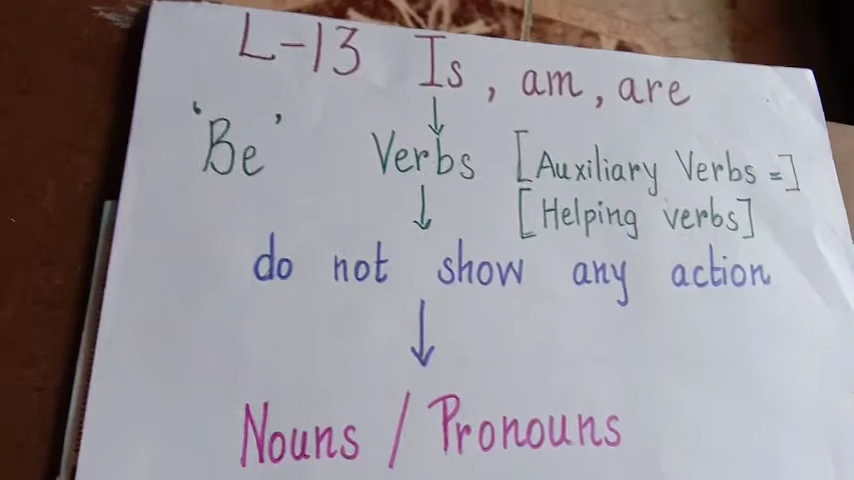 L-13 Is, am, are
↓
'Be' Verbs [Auxiliary Verbs =]
↓ [Helping verbs]
do not show any action
↓
Nouns / Pronouns